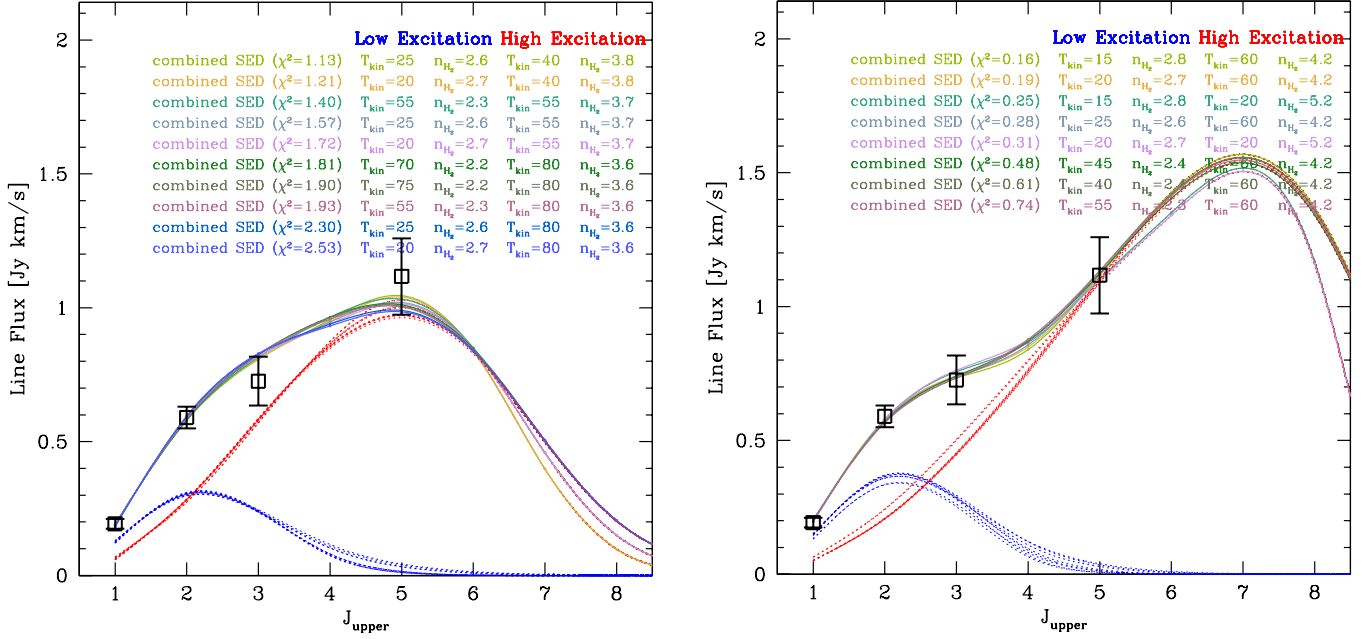 Low Excitation High Excitation
combined SED (χ²=1.13) T_kin=25 n_H₂=2.6 T_kin=40 n_H₂=3.8
combined SED (χ²=1.21) T_kin=20 n_H₂=2.7 T_kin=40 n_H₂=3.8
combined SED (χ²=1.40) T_kin=55 n_H₂=2.3 T_kin=55 n_H₂=3.7
combined SED (χ²=1.57) T_kin=25 n_H₂=2.6 T_kin=55 n_H₂=3.7
combined SED (χ²=1.72) T_kin=20 n_H₂=2.7 T_kin=55 n_H₂=3.7
combined SED (χ²=1.81) T_kin=70 n_H₂=2.2 T_kin=80 n_H₂=3.6
combined SED (χ²=1.90) T_kin=75 n_H₂=2.2 T_kin=80 n_H₂=3.6
combined SED (χ²=1.93) T_kin=55 n_H₂=2.3 T_kin=80 n_H₂=3.6
combined SED (χ²=2.30) T_kin=25 n_H₂=2.6 T_kin=80 n_H₂=3.6
combined SED (χ²=2.53) T_kin=20 n_H₂=2.7 T_kin=80 n_H₂=3.6
Line Flux [Jy km/s]
2
1.5
1
0.5
0
1 2 3 4 5 6 7 8
J_upper
Low Excitation High Excitation
combined SED (χ²=0.16) T_kin=15 n_H₂=2.8 T_kin=60 n_H₂=4.2
combined SED (χ²=0.19) T_kin=20 n_H₂=2.7 T_kin=60 n_H₂=4.2
combined SED (χ²=0.25) T_kin=15 n_H₂=2.8 T_kin=20 n_H₂=5.2
combined SED (χ²=0.28) T_kin=25 n_H₂=2.6 T_kin=60 n_H₂=4.2
combined SED (χ²=0.31) T_kin=20 n_H₂=2.7 T_kin=20 n_H₂=5.2
combined SED (χ²=0.48) T_kin=45 n_H₂=2.4 T_kin=60 n_H₂=4.2
combined SED (χ²=0.61) T_kin=40 T_kin=60 n_H₂=4.2
combined SED (χ²=0.74) T_kin=55 n_H₂=2.3 T_kin=60 n_H₂=4.2
Line Flux [Jy km/s]
2
1.5
1
0.5
0
1 2 3 4 5 6 7 8
J_upper